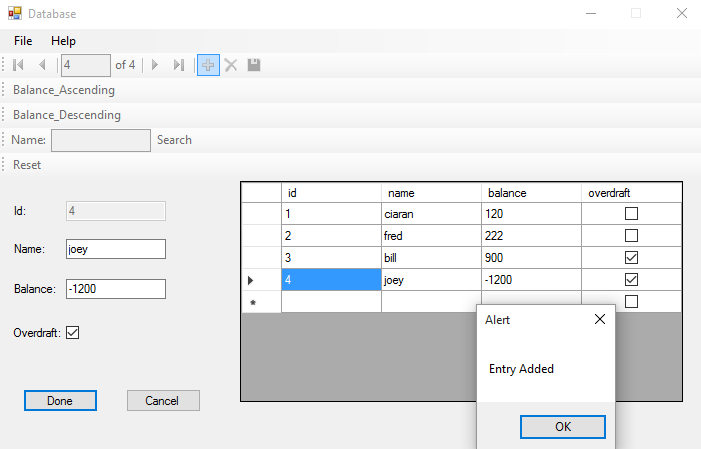 Database
File Help
4 of 4
Balance_Ascending
Balance_Descending
Name: Search
Reset
id name balance overdraft
1 ciaran 120
2 fred 222
3 bill 900
4 joey -1200
*
Id: 4
Name: joey
Balance: -1200
Overdraft:
Done Cancel
Alert
Entry Added
OK